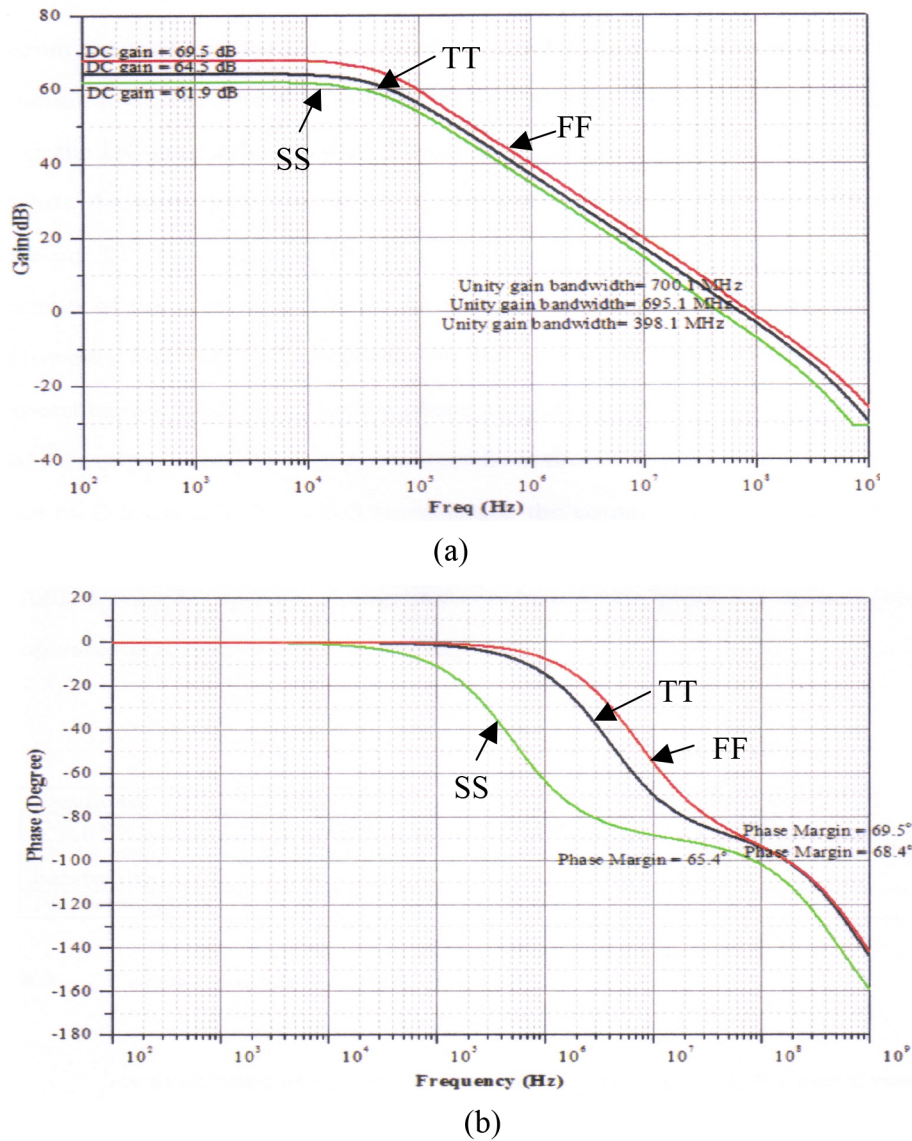 80
DC gain = 69.5 dB
DC gain = 64.5 dB
DC gain = 61.9 dB
TT
60
SS
FF
40
Gain(dB)
20
Unity gain bandwidth= 700.1 MHz
Unity gain bandwidth= 695.1 MHz
Unity gain bandwidth= 398.1 MHz
0
-20
-40
10² 10³ 10⁴ 10⁵ 10⁶ 10⁷ 10⁸ 10⁹
Freq (Hz)
(a)
20
0
-20
TT
-40
FF
SS
-60
Phase (Degree)
-80
Phase Margin = 69.5°
Phase Margin = 68.4°
Phase Margin = 65.4°
-100
-120
-140
-160
-180
10² 10³ 10⁴ 10⁵ 10⁶ 10⁷ 10⁸ 10⁹
Frequency (Hz)
(b)